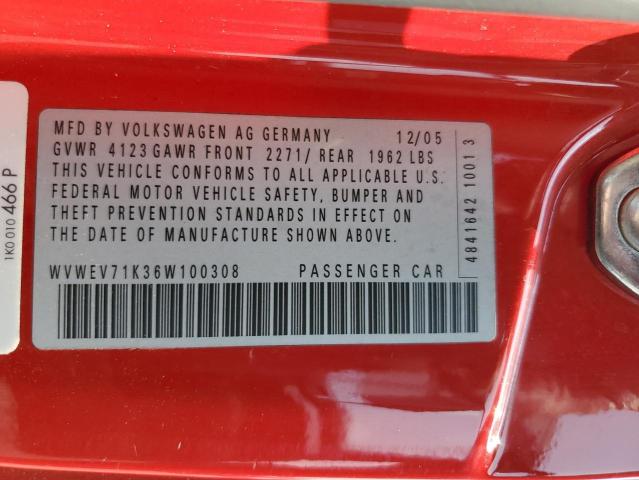 MFD BY VOLKSWAGEN AG GERMANY 12/05
GVWR 4123 GAWR FRONT 2271/ REAR 1962 LBS
THIS VEHICLE CONFORMS TO ALL APPLICABLE U.S.
FEDERAL MOTOR VEHICLE SAFETY, BUMPER AND
THEFT PREVENTION STANDARDS IN EFFECT ON
THE DATE OF MANUFACTURE SHOWN ABOVE.
WVWEV71K36W100308 PASSENGER CAR
4841642 1001 3
1K0 010 466 P